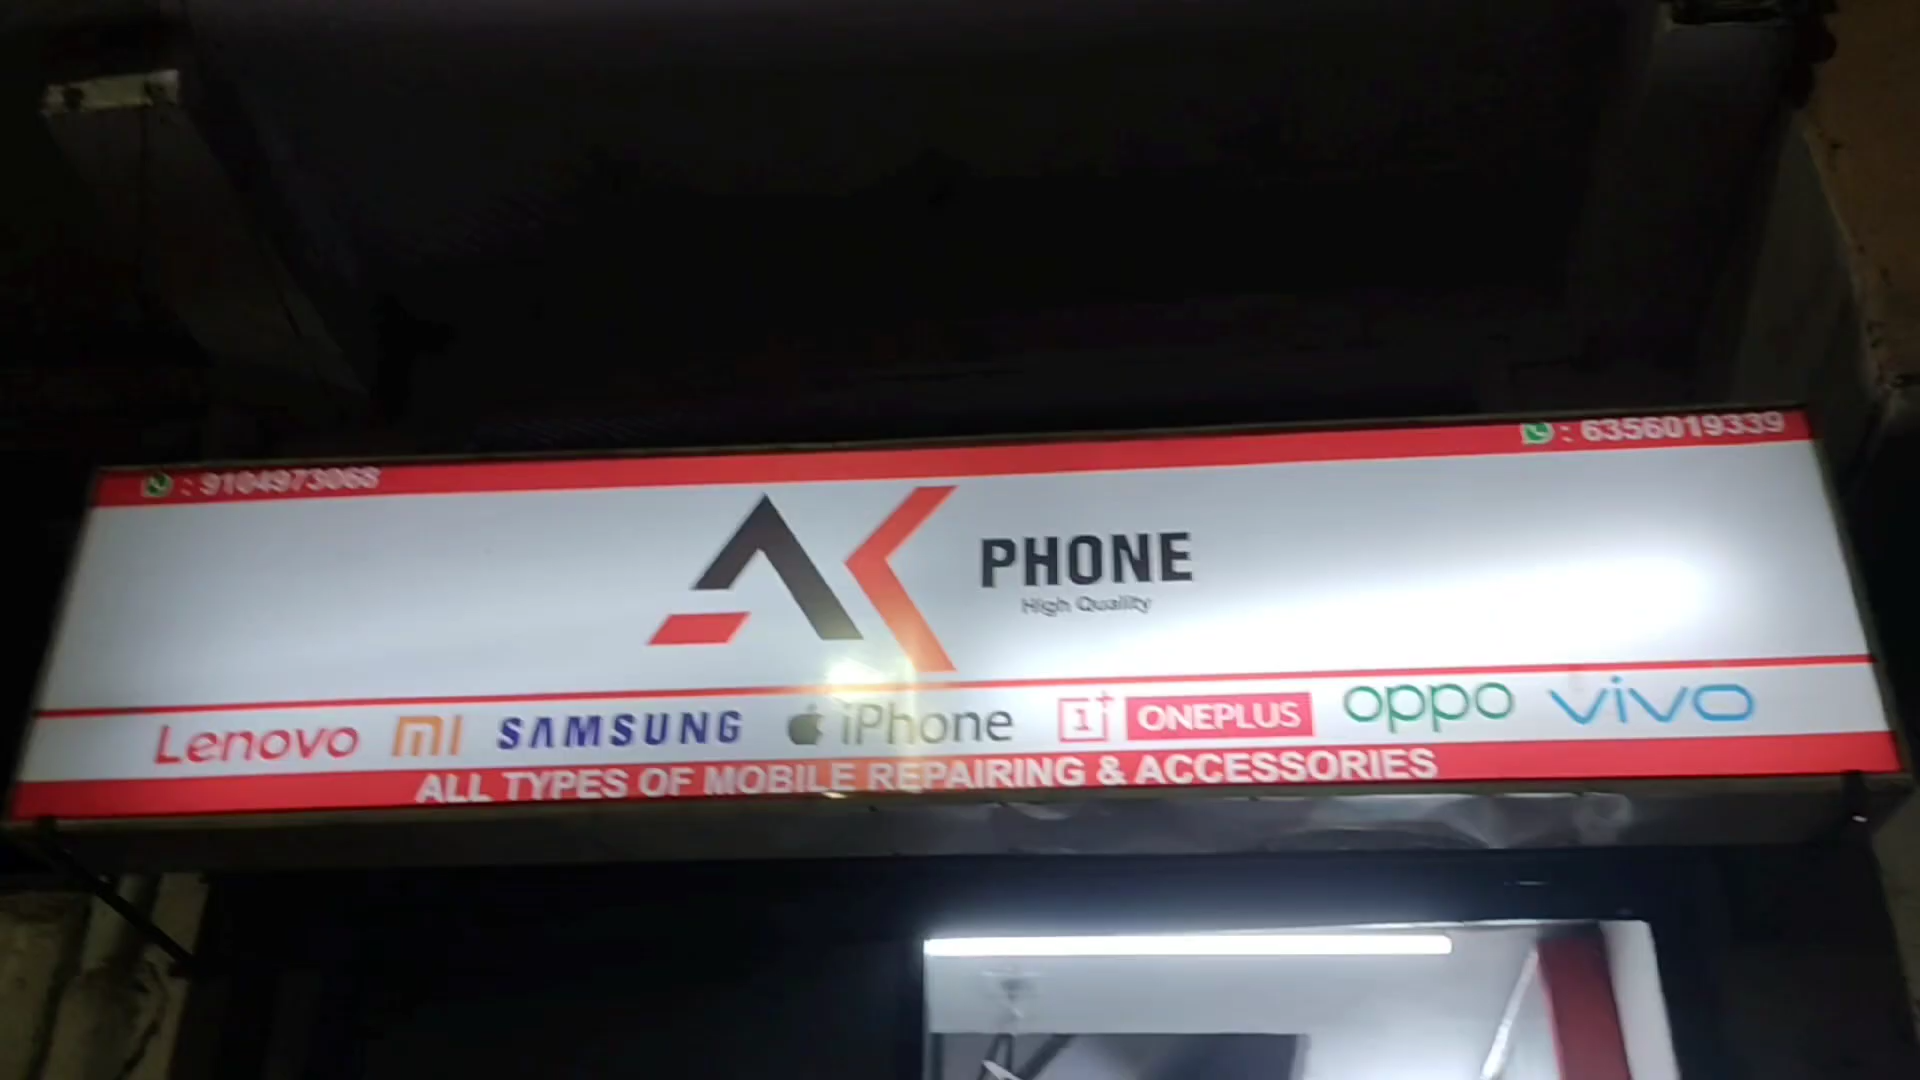 : 9104973068
: 6356019339
AK
PHONE
High Quality
Lenovo mi SAMSUNG iPhone 1+ ONEPLUS oppo vivo
ALL TYPES OF MOBILE REPAIRING & ACCESSORIES